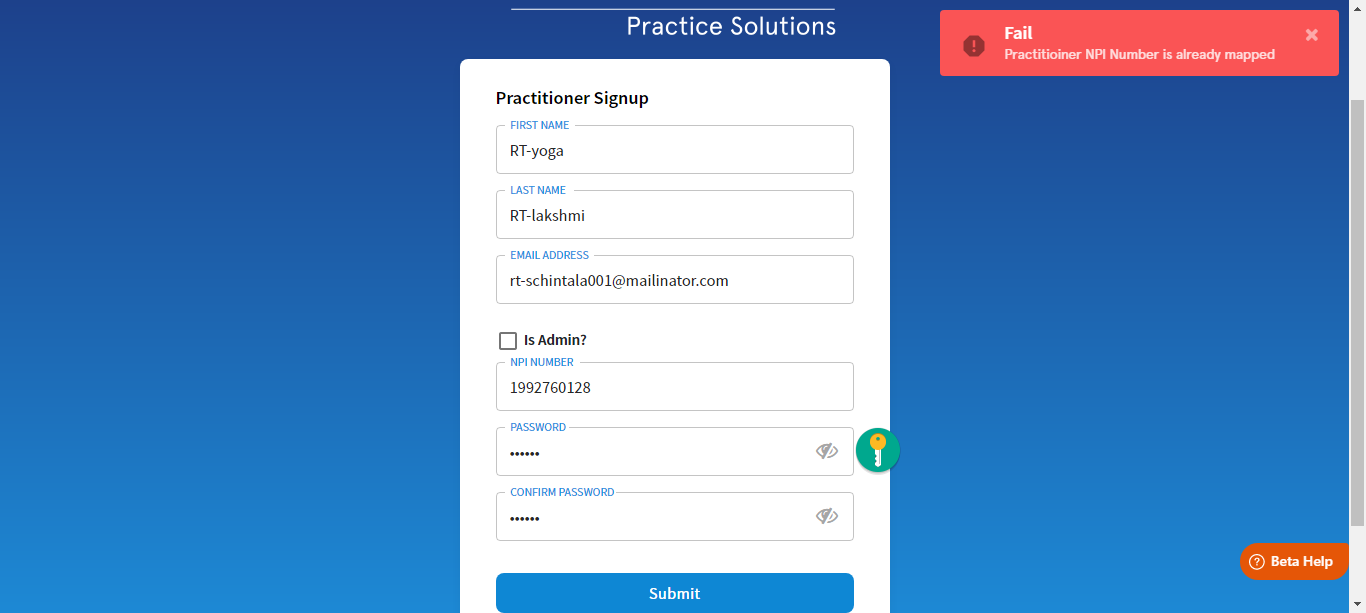 Practice Solutions
Fail
Practitioiner NPI Number is already mapped
Practitioner Signup
FIRST NAME
RT-yoga
LAST NAME
RT-lakshmi
EMAIL ADDRESS
rt-schintala001@mailinator.com
Is Admin?
NPI NUMBER
1992760128
PASSWORD
••••••
CONFIRM PASSWORD
••••••
Submit
Beta Help